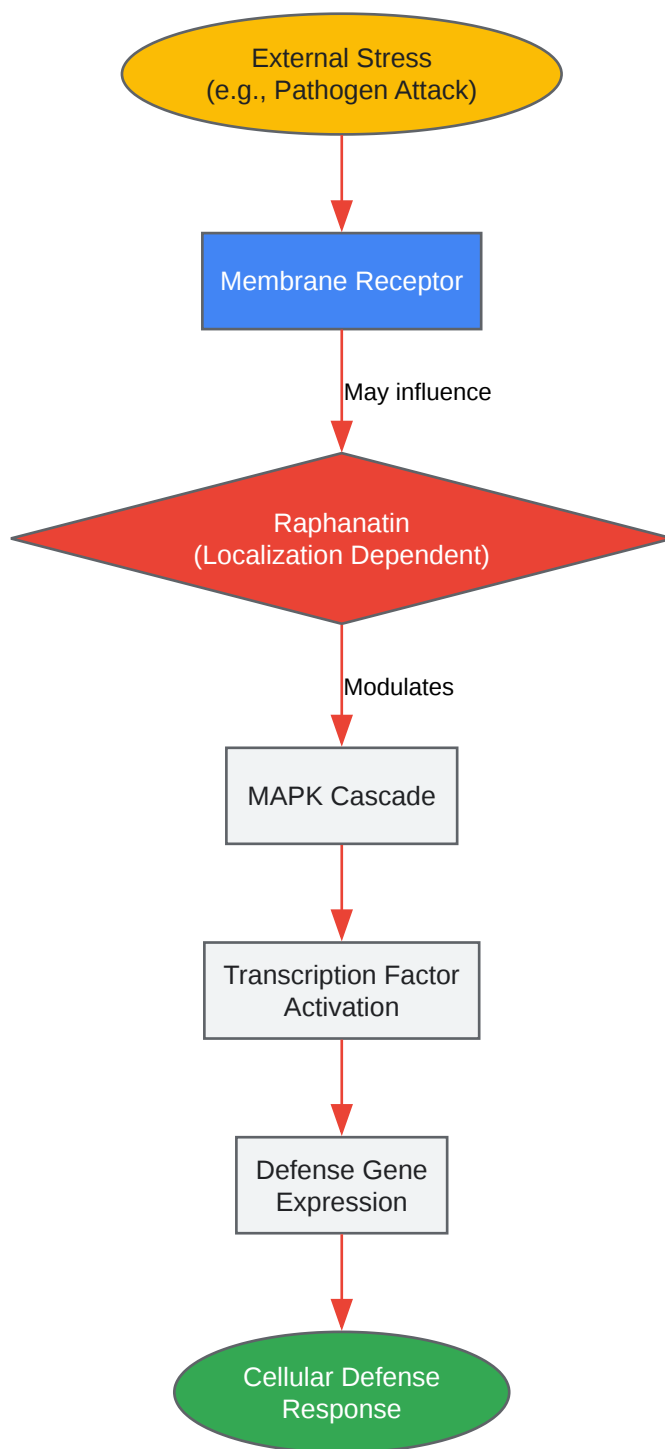 External Stress
(e.g., Pathogen Attack)
Membrane Receptor
May influence
Raphanatin
(Localization Dependent)
Modulates
MAPK Cascade
Transcription Factor
Activation
Defense Gene
Expression
Cellular Defense
Response